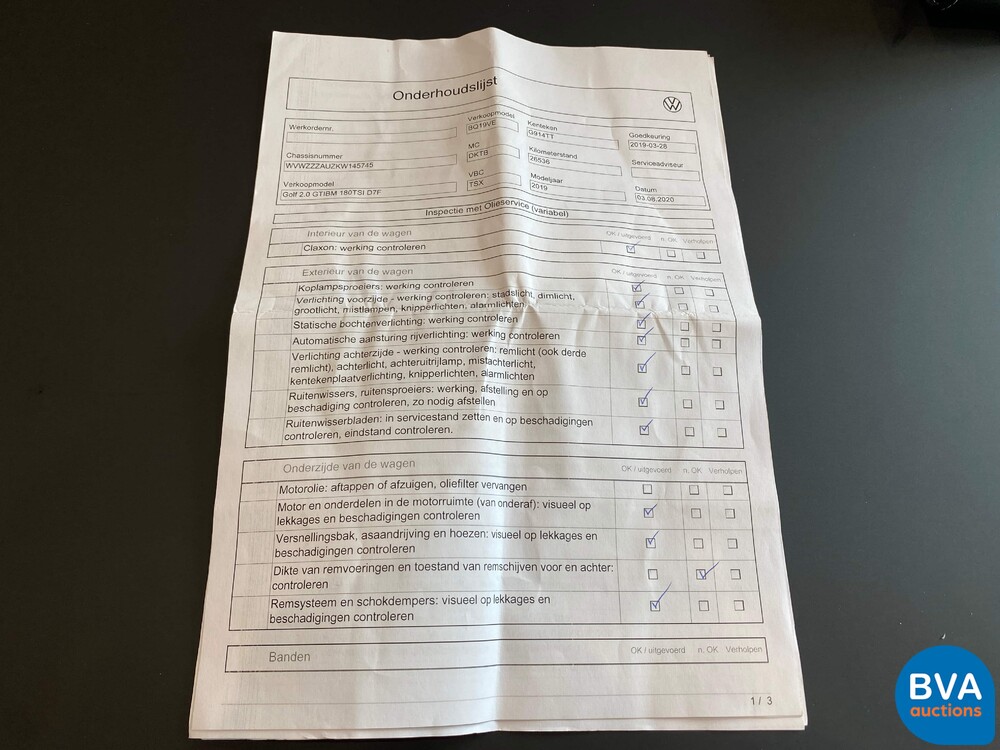 Onderhoudslijst
Werkordernr.
Verkoopmodel
BQ19VE
Kenteken
G914TT
Goedkeuring
2019-03-28
Chassisnummer
WVWZZZAUZKW145745
MC
DKTB
Kilometerstand
26536
Serviceadviseur
Verkoopmodel
Golf 2.0 GTIBM 180TSI D7F
VBC
TSX
Modeljaar
2019
Datum
03.08.2020
Inspectie met Olieservice (variabel)
Interieur van de wagen OK / uitgevoerd n. OK Verholpen
Claxon: werking controleren
Exterieur van de wagen OK / uitgevoerd n. OK Verholpen
Koplampsproeiers: werking controleren
Verlichting voorzijde - werking controleren: stadslicht, dimlicht,
grootlicht, mistlampen, knipperlichten, alarmlichten
Statische bochtenverlichting: werking controleren
Automatische aansturing rijverlichting: werking controleren
Verlichting achterzijde - werking controleren: remlicht (ook derde
remlicht), achterlicht, achteruitrijlamp, mistachterlicht,
kentekenplaatverlichting, knipperlichten, alarmlichten
Ruitenwissers, ruitensproeiers: werking, afstelling en op
beschadiging controleren, zo nodig afstellen
Ruitenwisserbladen: in servicestand zetten en op beschadigingen
controleren, eindstand controleren.
Onderzijde van de wagen OK / uitgevoerd n. OK Verholpen
Motorolie: aftappen of afzuigen, oliefilter vervangen
Motor en onderdelen in de motorruimte (van onderaf): visueel op
lekkages en beschadigingen controleren
Versnellingsbak, asaandrijving en hoezen: visueel op lekkages en
beschadigingen controleren
Dikte van remvoeringen en toestand van remschijven voor en achter:
controleren
Remsysteem en schokdempers: visueel op lekkages en
beschadigingen controleren
Banden OK / uitgevoerd n. OK Verholpen
1 / 3
BVA
auctions